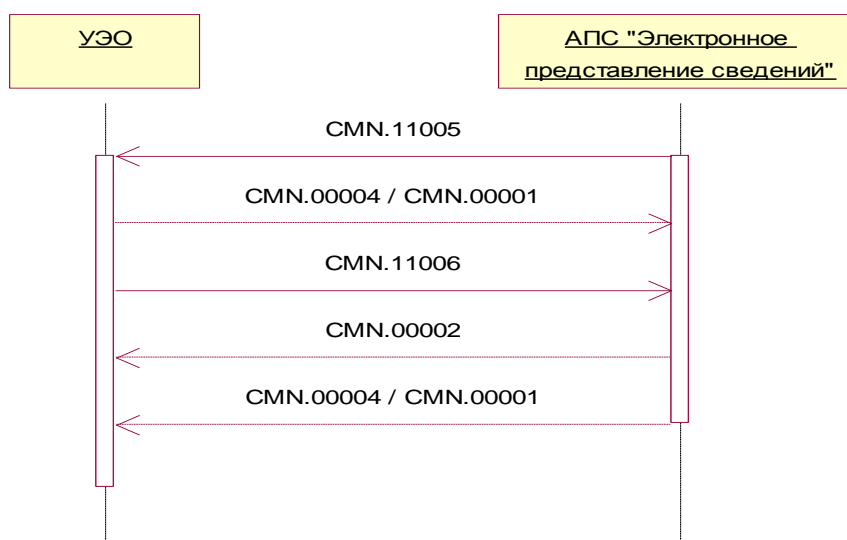 УЭО
АПС "Электронное
представление сведений"
CMN.11005
CMN.00004 / CMN.00001
CMN.11006
CMN.00002
CMN.00004 / CMN.00001